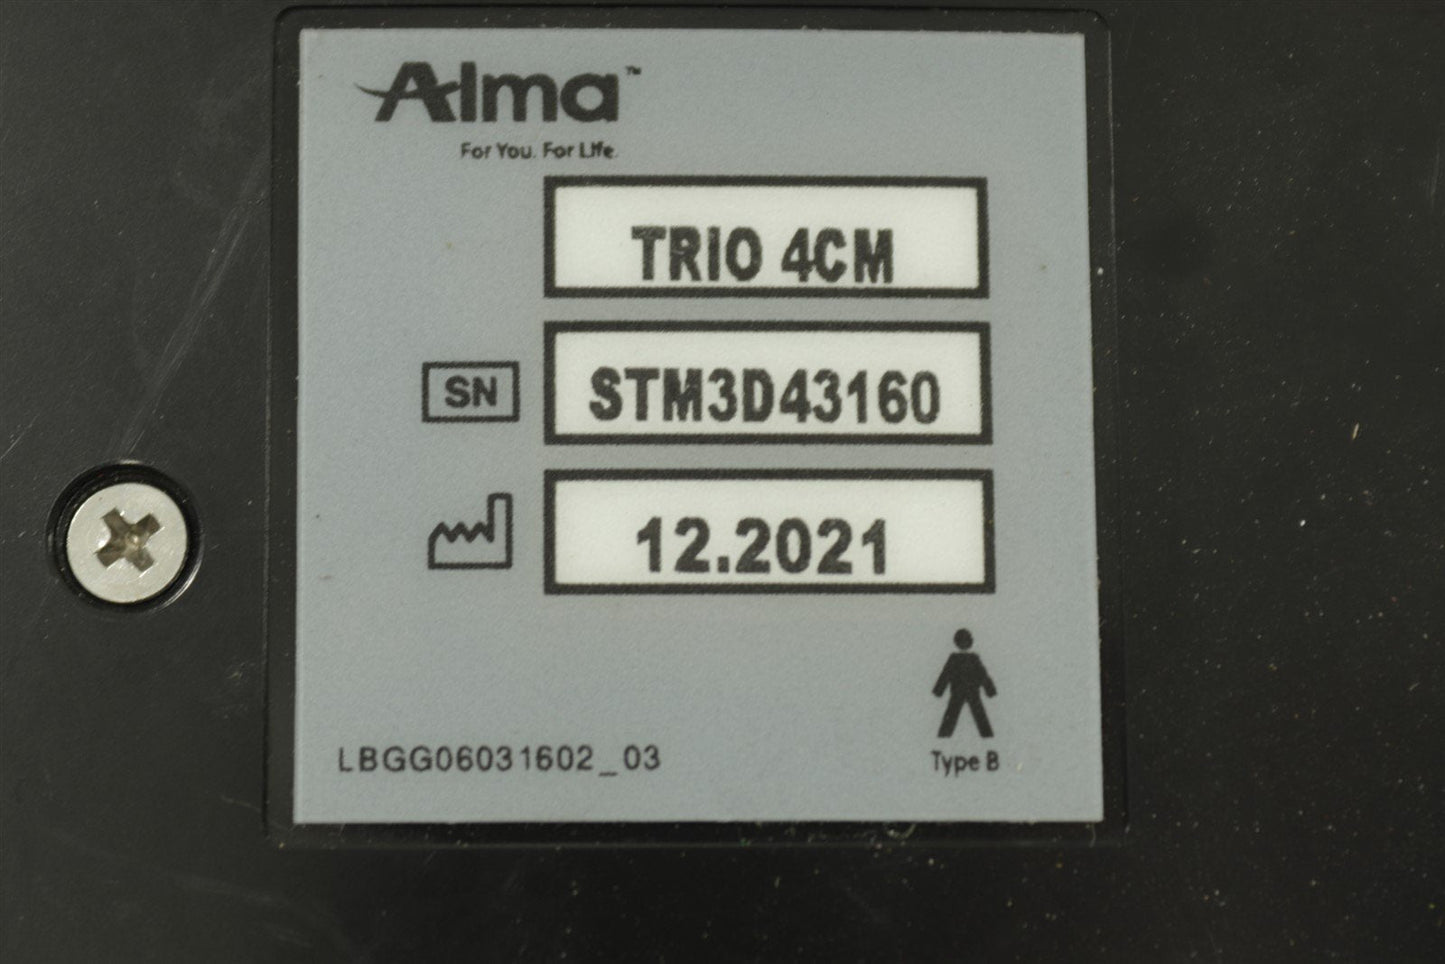 Alma™
For You. For Life.
TRIO 4CM
SN STM3D43160
12.2021
LBGG06031602_03
Type B